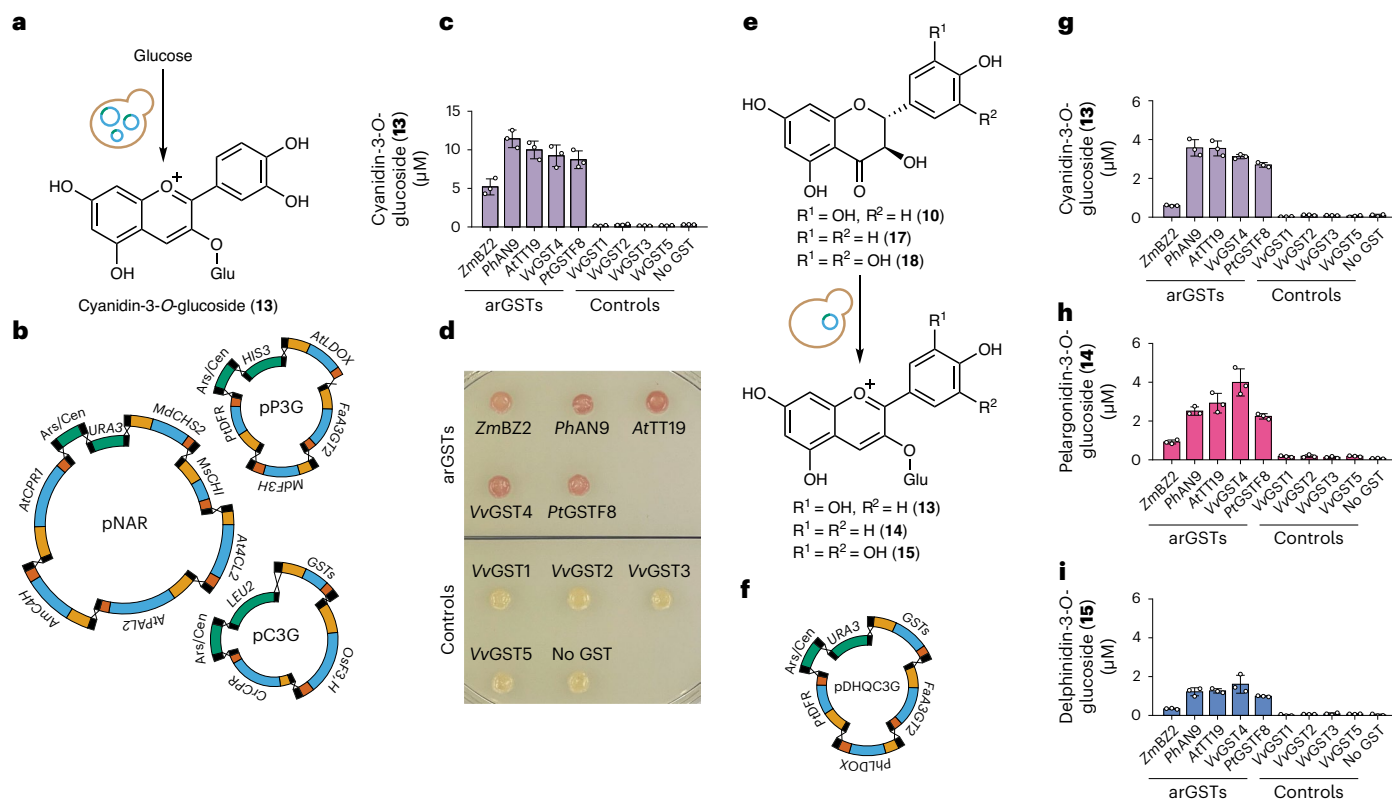 a
Glucose
HO
O
+
OH
OH
OH
O
Glu
Cyanidin-3-O-glucoside (13)
b
Ars/Cen
URA3
MdCHS2
MsCHI
At4CL2
AtPAL2
AmC4H
AtCPR1
pNAR
Ars/Cen
HIS3
AtLDOX
FaA3GT2
MdF3H
PtDFR
pP3G
Ars/Cen
LEU2
GSTs
OsF3,H
CrCPR
pC3G
c
Cyanidin-3-O-
glucoside (13)
(µM)
15
10
5
0
ZmBZ2
PhAN9
AtTT19
VvGST4
PtGSTF8
VvGST1
VvGST2
VvGST3
VvGST5
No GST
arGSTs
Controls
d
arGSTs
Controls
ZmBZ2
PhAN9
AtTT19
VvGST4
PtGSTF8
VvGST1
VvGST2
VvGST3
VvGST5
No GST
e
R1
OH
R2
HO
O
OH
OH
O
R1 = OH, R2 = H (10)
R1 = R2 = H (17)
R1 = R2 = OH (18)
R1
OH
R2
HO
O
+
OH
O
Glu
R1 = OH, R2 = H (13)
R1 = R2 = H (14)
R1 = R2 = OH (15)
f
Ars/Cen
URA3
GSTs
FaA3GT2
PhLDOX
PtDFR
pDHQC3G
g
Cyanidin-3-O-
glucoside (13)
(µM)
6
4
2
0
ZmBZ2
PhAN9
AtTT19
VvGST4
PtGSTF8
VvGST1
VvGST2
VvGST3
VvGST5
No GST
arGSTs
Controls
h
Pelargonidin-3-O-
glucoside (14)
(µM)
6
4
2
0
ZmBZ2
PhAN9
AtTT19
VvGST4
PtGSTF8
VvGST1
VvGST2
VvGST3
VvGST5
No GST
arGSTs
Controls
i
Delphinidin-3-O-
glucoside (15)
(µM)
6
4
2
0
ZmBZ2
PhAN9
AtTT19
VvGST4
PtGSTF8
VvGST1
VvGST2
VvGST3
VvGST5
No GST
arGSTs
Controls